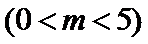 (0 < m < 5)